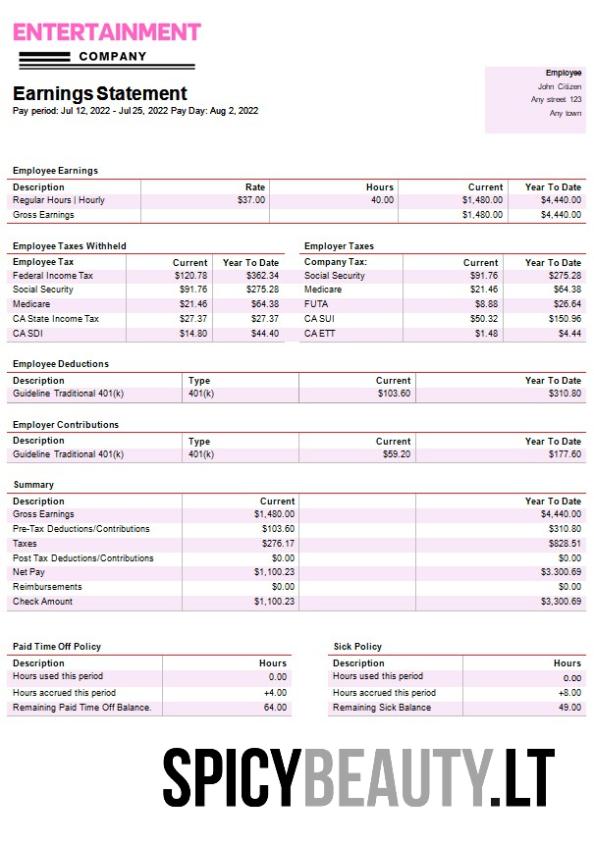 ENTERTAINMENT
COMPANY
Earnings Statement
Pay period: Jul 12, 2022 - Jul 25, 2022 Pay Day: Aug 2, 2022
Employee
John Citizen
Any street 123
Any town
Employee Earnings
Description Rate Hours Current Year To Date
Regular Hours | Hourly $37.00 40.00 $1,480.00 $4,440.00
Gross Earnings $1,480.00 $4,440.00
Employee Taxes Withheld Employer Taxes
Employee Tax Current Year To Date Company Tax: Current Year To Date
Federal Income Tax $120.78 $362.34 Social Security $91.76 $275.28
Social Security $91.76 $275.28 Medicare $21.46 $64.38
Medicare $21.46 $64.38 FUTA $8.88 $26.64
CA State Income Tax $27.37 $27.37 CA SUI $50.32 $150.96
CA SDI $14.80 $44.40 CA ETT $1.48 $4.44
Employee Deductions
Description Type Current Year To Date
Guideline Traditional 401(k) 401(k) $103.60 $310.80
Employer Contributions
Description Type Current Year To Date
Guideline Traditional 401(k) 401(k) $59.20 $177.60
Summary
Description Current Year To Date
Gross Earnings $1,480.00 $4,440.00
Pre-Tax Deductions/Contributions $103.60 $310.80
Taxes $276.17 $828.51
Post Tax Deductions/Contributions $0.00 $0.00
Net Pay $1,100.23 $3.300.69
Reimbursements $0.00 $0.00
Check Amount $1,100.23 $3,300.69
Paid Time Off Policy Sick Policy
Description Hours Description Hours
Hours used this period 0.00 Hours used this period 0.00
Hours accrued this period +4.00 Hours accrued this period +8.00
Remaining Paid Time Off Balance. 64.00 Remaining Sick Balance 49.00
SPICYBEAUTY.LT